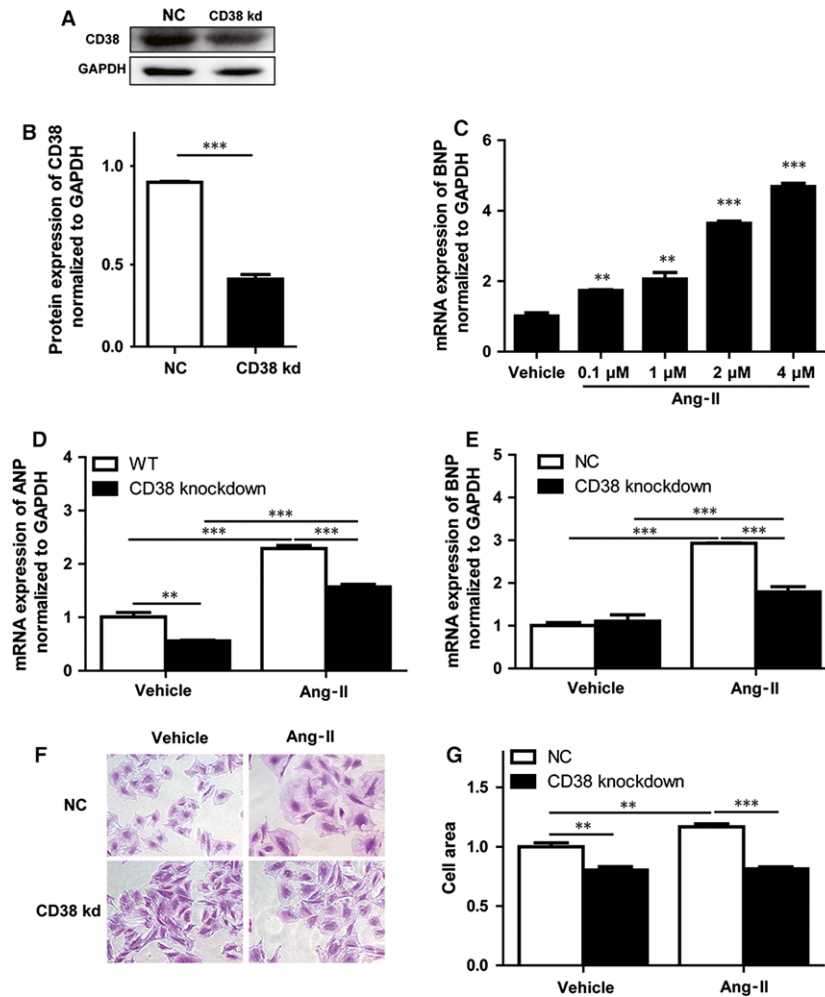 A
NC CD38 kd
CD38
GAPDH
B
Protein expression of CD38
normalized to GAPDH
1.0
0.5
0.0
***
NC CD38 kd
C
mRNA expression of BNP
normalized to GAPDH
6
4
2
0
** ** *** ***
Vehicle 0.1 μM 1 μM 2 μM 4 μM
Ang-II
D
mRNA expression of ANP
normalized to GAPDH
4
3
2
1
0
WT
CD38 knockdown
***
*** ***
**
Vehicle Ang-II
E
mRNA expression of BNP
normalized to GAPDH
5
4
3
2
1
0
NC
CD38 knockdown
***
*** ***
Vehicle Ang-II
F
Vehicle Ang-II
NC
CD38 kd
G
Cell area
1.5
1.0
0.5
0.0
NC
CD38 knockdown
** ***
**
Vehicle Ang-II